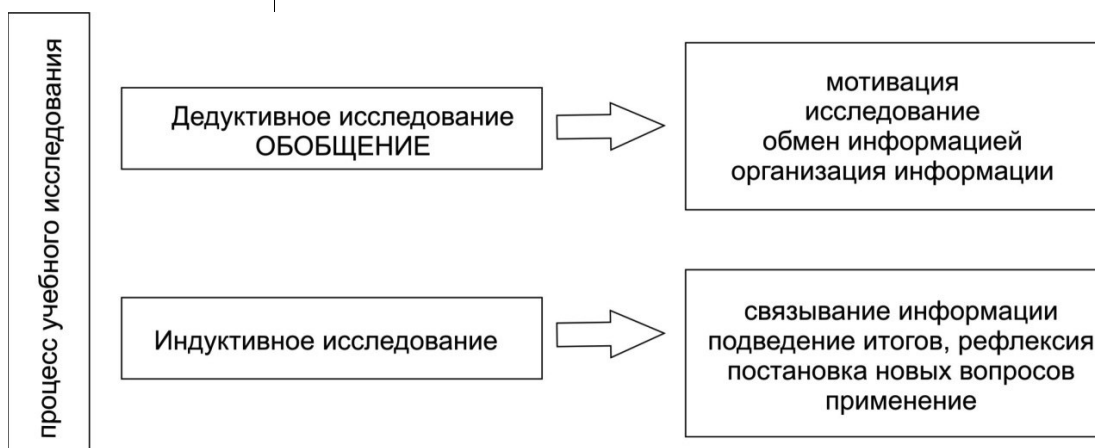 процесс учебного исследования
Дедуктивное исследование
ОБОБЩЕНИЕ
мотивация
исследование
обмен информацией
организация информации
Индуктивное исследование
связывание информации
подведение итогов, рефлексия
постановка новых вопросов
применение